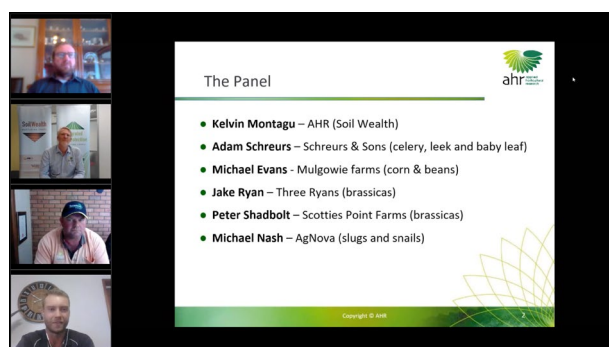 Soil Wealth
The Panel
ahr
Kelvin Montagu – AHR (Soil Wealth)
Adam Schreurs – Schreurs & Sons (celery, leek and baby leaf)
Michael Evans - Mulgowie farms (corn & beans)
Jake Ryan – Three Ryans (brassicas)
Peter Shadbolt – Scotties Point Farms (brassicas)
Michael Nash – AgNova (slugs and snails)
Copyright © AHR
2